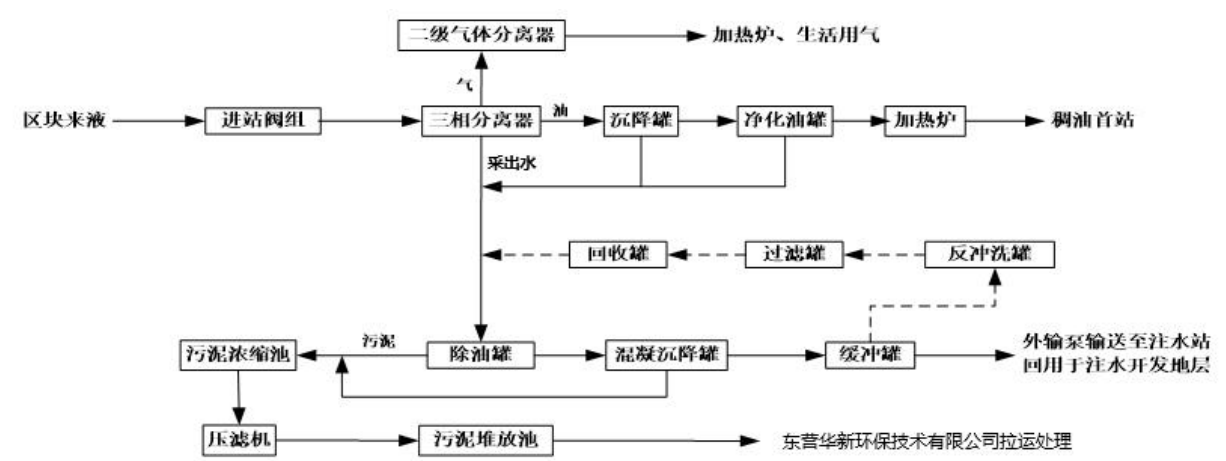 二级气体分离器
加热炉、生活用气
气
区块来液
进站阀组
三相分离器
油
沉降罐
净化油罐
加热炉
稠油首站
采出水
回收罐
过滤罐
反冲洗罐
污泥浓缩池
污泥
除油罐
混凝沉降罐
缓冲罐
外输泵输送至注水站
回用于注水开发地层
压滤机
污泥堆放池
东营华新环保技术有限公司拉运处理